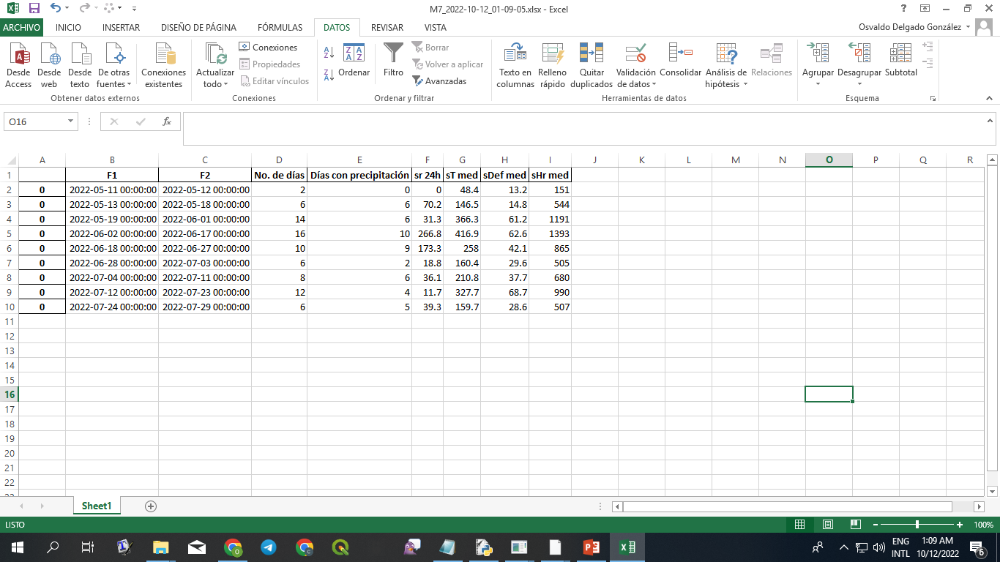 M7_2022-10-12_01-09-05.xlsx - Excel
ARCHIVO INICIO INSERTAR DISEÑO DE PÁGINA FÓRMULAS DATOS REVISAR VISTA Osvaldo Delgado González
Desde Access Desde web Desde texto De otras fuentes Conexiones existentes Actualizar todo Conexiones Propiedades Editar vínculos Ordenar Filtro Borrar Volver a aplicar Avanzadas Texto en columnas Relleno rápido Quitar duplicados Validación de datos Consolidar Análisis de hipótesis Relaciones Agrupar Desagrupar Subtotal
Obtener datos externos Conexiones Ordenar y filtrar Herramientas de datos Esquema
O16 fx
A B C D E F G H I J K L M N O P Q R
1 F1 F2 No. de días Días con precipitación sr 24h sT med sDef med sHr med
2 0 2022-05-11 00:00:00 2022-05-12 00:00:00 2 0 0 48.4 13.2 151
3 0 2022-05-13 00:00:00 2022-05-18 00:00:00 6 6 70.2 146.5 14.8 544
4 0 2022-05-19 00:00:00 2022-06-01 00:00:00 14 6 31.3 366.3 61.2 1191
5 0 2022-06-02 00:00:00 2022-06-17 00:00:00 16 10 266.8 416.9 62.6 1393
6 0 2022-06-18 00:00:00 2022-06-27 00:00:00 10 9 173.3 258 42.1 865
7 0 2022-06-28 00:00:00 2022-07-03 00:00:00 6 2 18.8 160.4 29.6 505
8 0 2022-07-04 00:00:00 2022-07-11 00:00:00 8 6 36.1 210.8 37.7 680
9 0 2022-07-12 00:00:00 2022-07-23 00:00:00 12 4 11.7 327.7 68.7 990
10 0 2022-07-24 00:00:00 2022-07-29 00:00:00 6 5 39.3 159.7 28.6 507
11
12
13
14
15
16
17
18
19
20
21
22
Sheet1
LISTO 100%
ENG 1:09 AM
INTL 10/12/2022 6